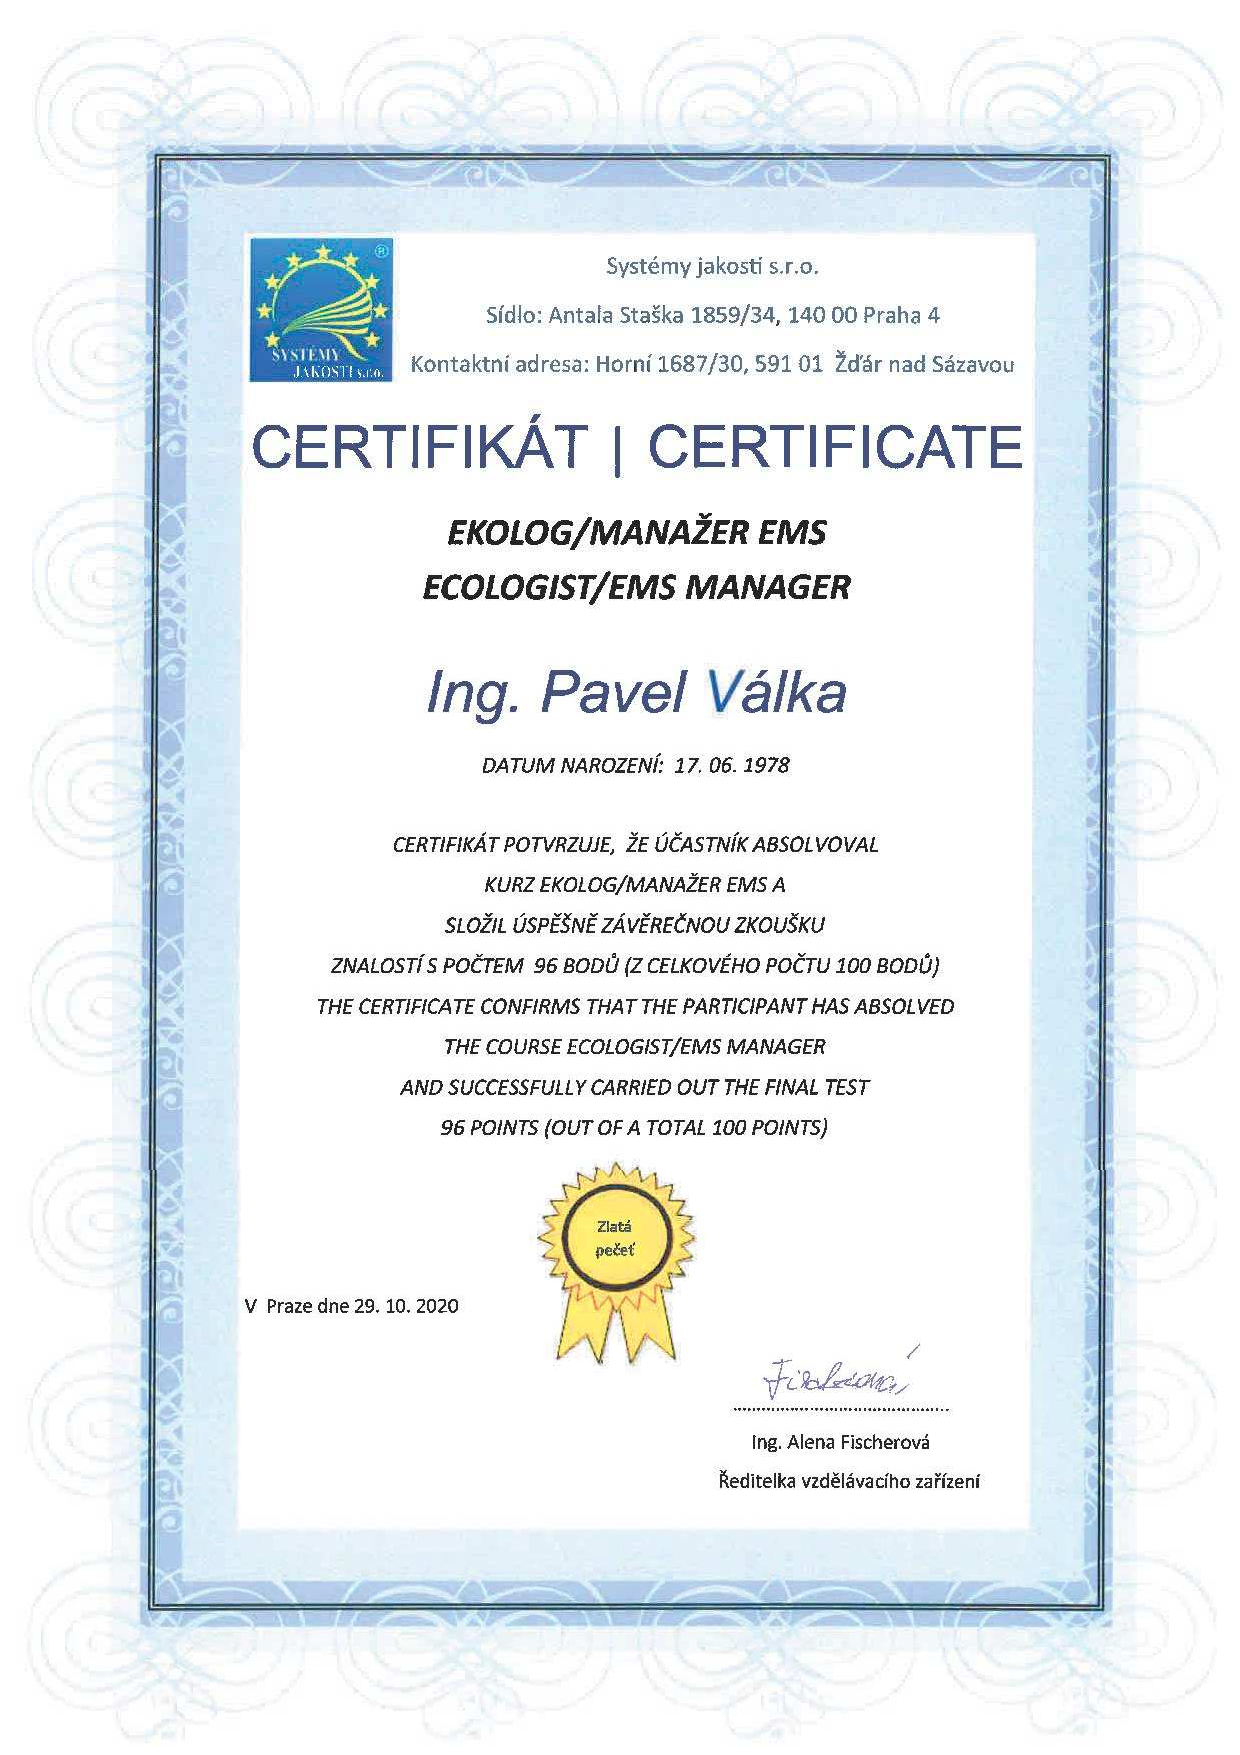 Systémy jakosti s.r.o.
Sídlo: Antala Staška 1859/34, 140 00 Praha 4
Kontaktní adresa: Horní 1687/30, 591 01 Žďár nad Sázavou
®
SYSTÉMY
JAKOSTI s.r.o.
CERTIFIKÁT | CERTIFICATE
EKOLOG/MANAŽER EMS
ECOLOGIST/EMS MANAGER
Ing. Pavel Válka
DATUM NAROZENÍ: 17. 06. 1978
CERTIFIKÁT POTVRZUJE, ŽE ÚČASTNÍK ABSOLVOVAL
KURZ EKOLOG/MANAŽER EMS A
SLOŽIL ÚSPĚŠNĚ ZÁVĚREČNOU ZKOUŠKU
ZNALOSTÍ S POČTEM 96 BODŮ (Z CELKOVÉHO POČTU 100 BODŮ)
THE CERTIFICATE CONFIRMS THAT THE PARTICIPANT HAS ABSOLVED
THE COURSE ECOLOGIST/EMS MANAGER
AND SUCCESSFULLY CARRIED OUT THE FINAL TEST
96 POINTS (OUT OF A TOTAL 100 POINTS)
Zlatá
pečeť
V Praze dne 29. 10. 2020
Fischerová
Ing. Alena Fischerová
Ředitelka vzdělávacího zařízení